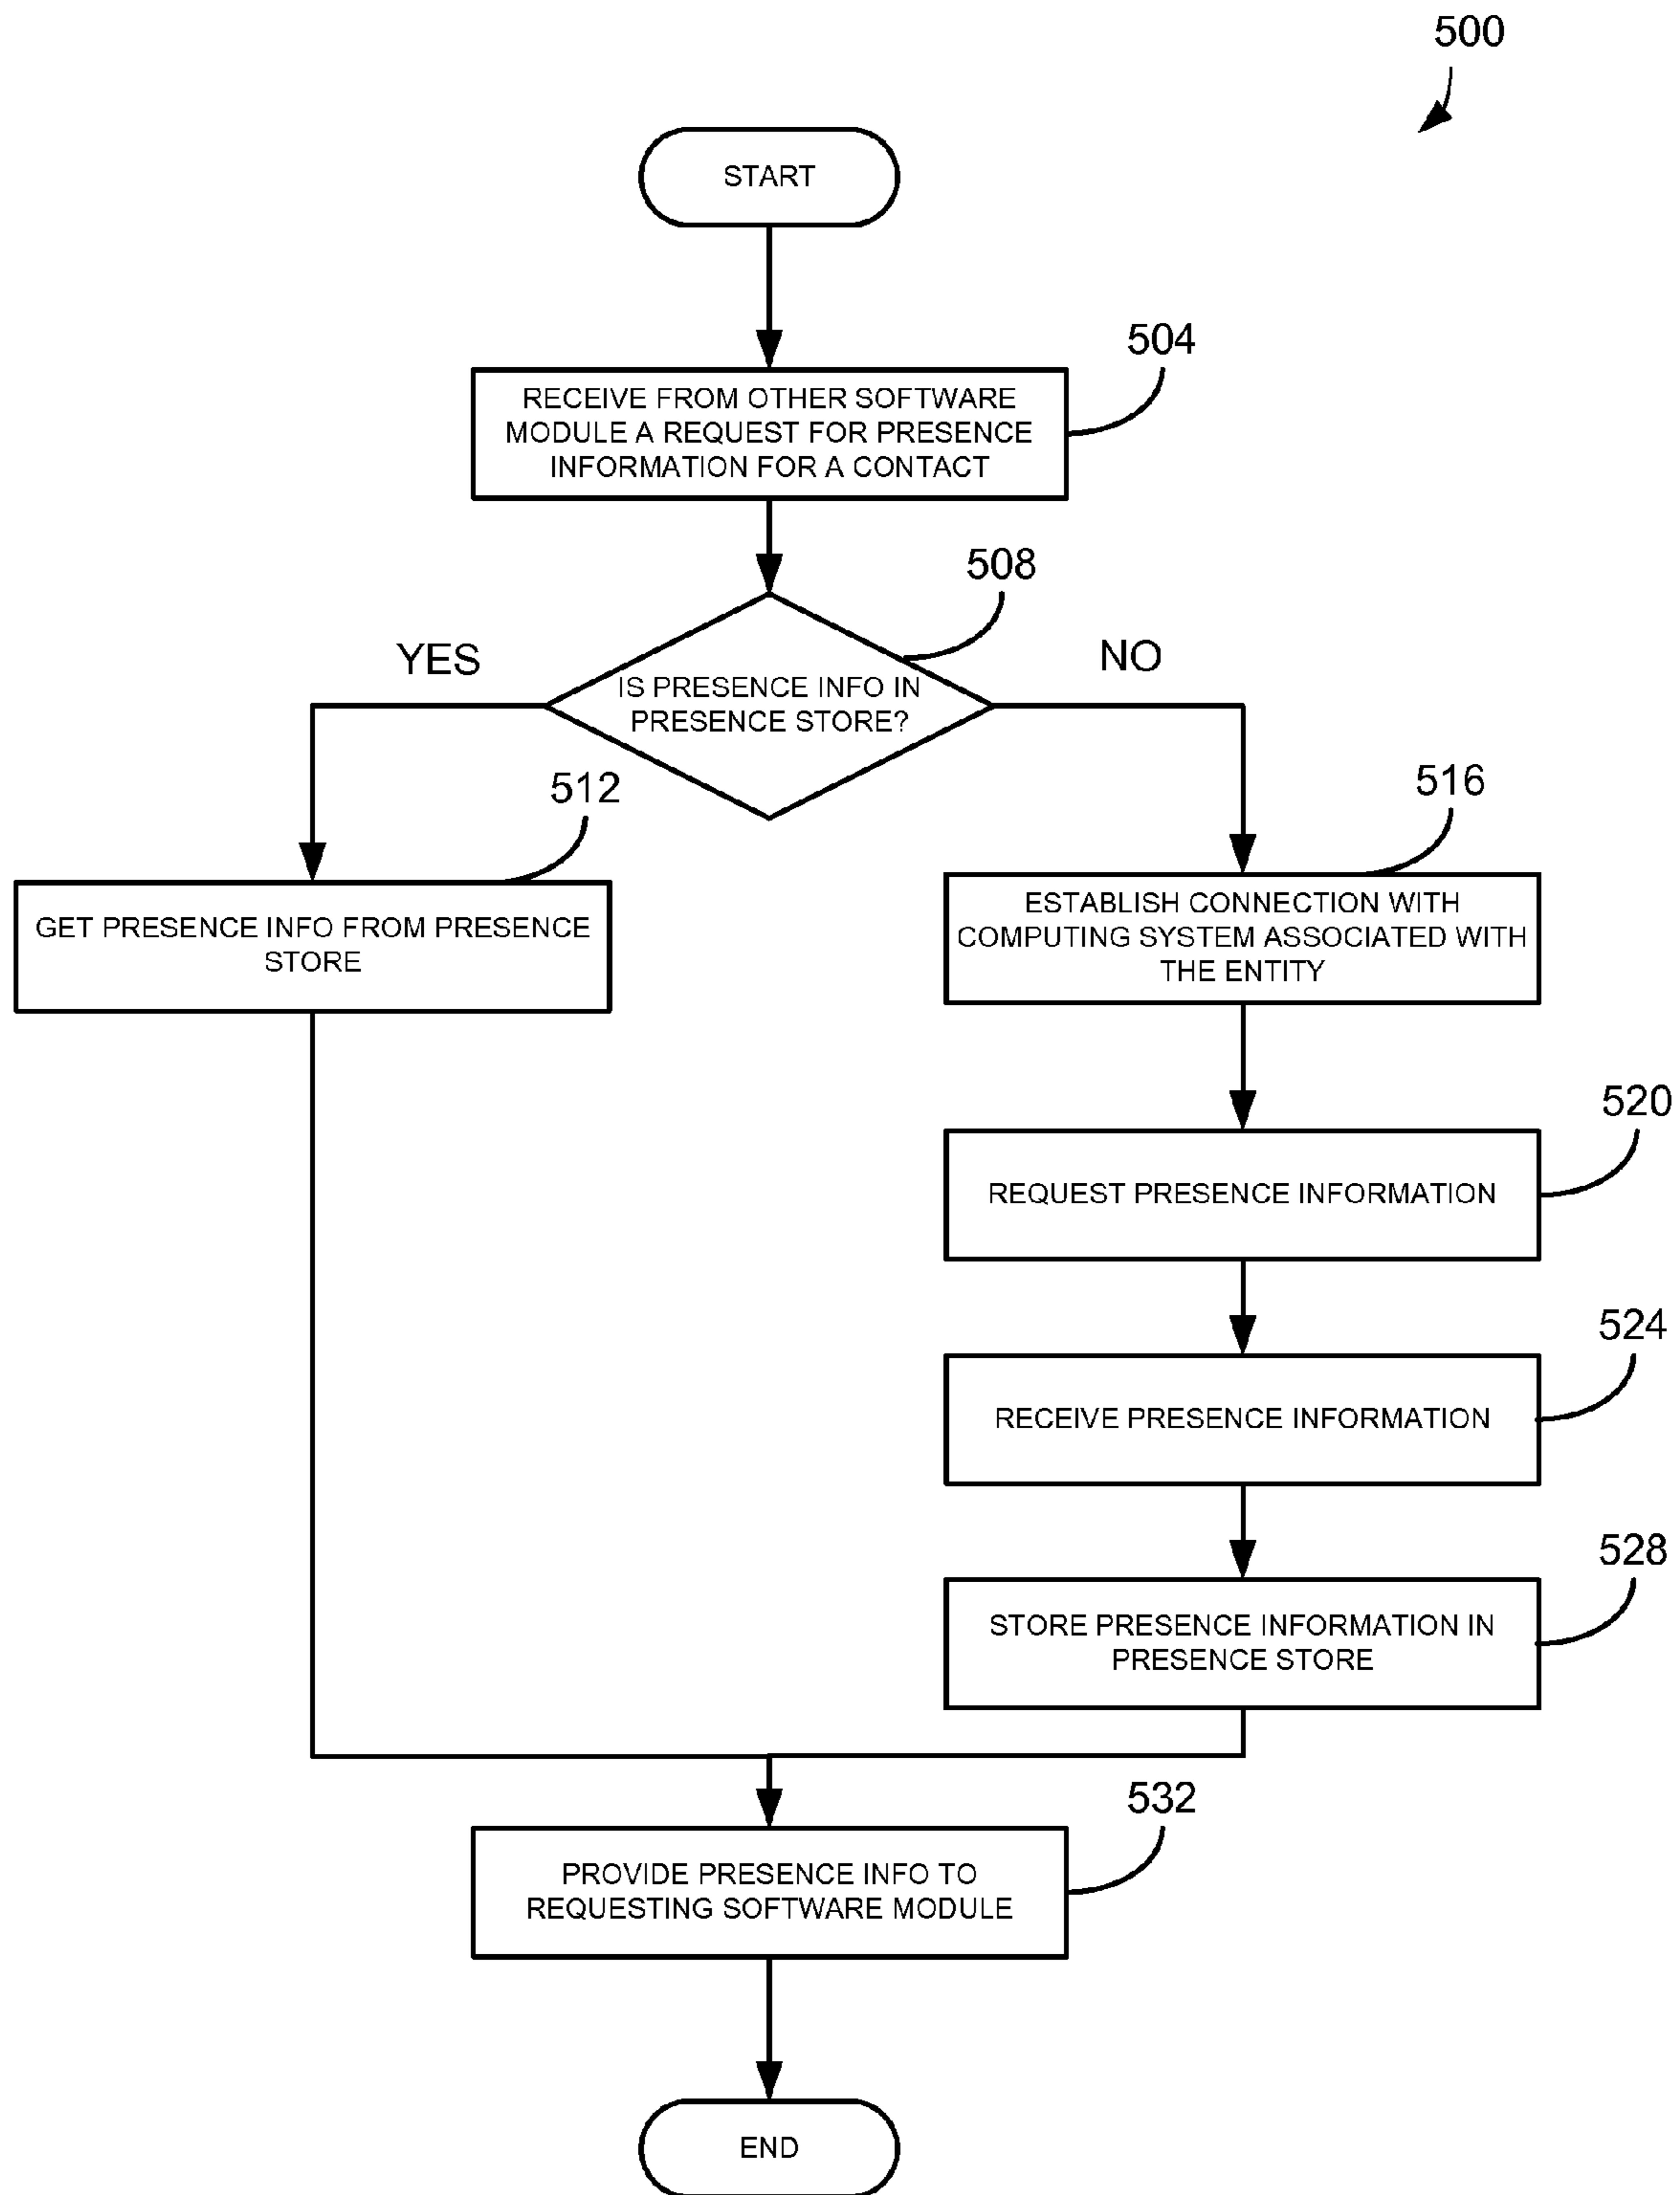 500
START
504
RECEIVE FROM OTHER SOFTWARE
MODULE A REQUEST FOR PRESENCE
INFORMATION FOR A CONTACT
508
YES
NO
IS PRESENCE INFO IN
PRESENCE STORE?
512
516
GET PRESENCE INFO FROM PRESENCE
STORE
ESTABLISH CONNECTION WITH
COMPUTING SYSTEM ASSOCIATED WITH
THE ENTITY
520
REQUEST PRESENCE INFORMATION
524
RECEIVE PRESENCE INFORMATION
528
STORE PRESENCE INFORMATION IN
PRESENCE STORE
532
PROVIDE PRESENCE INFO TO
REQUESTING SOFTWARE MODULE
END